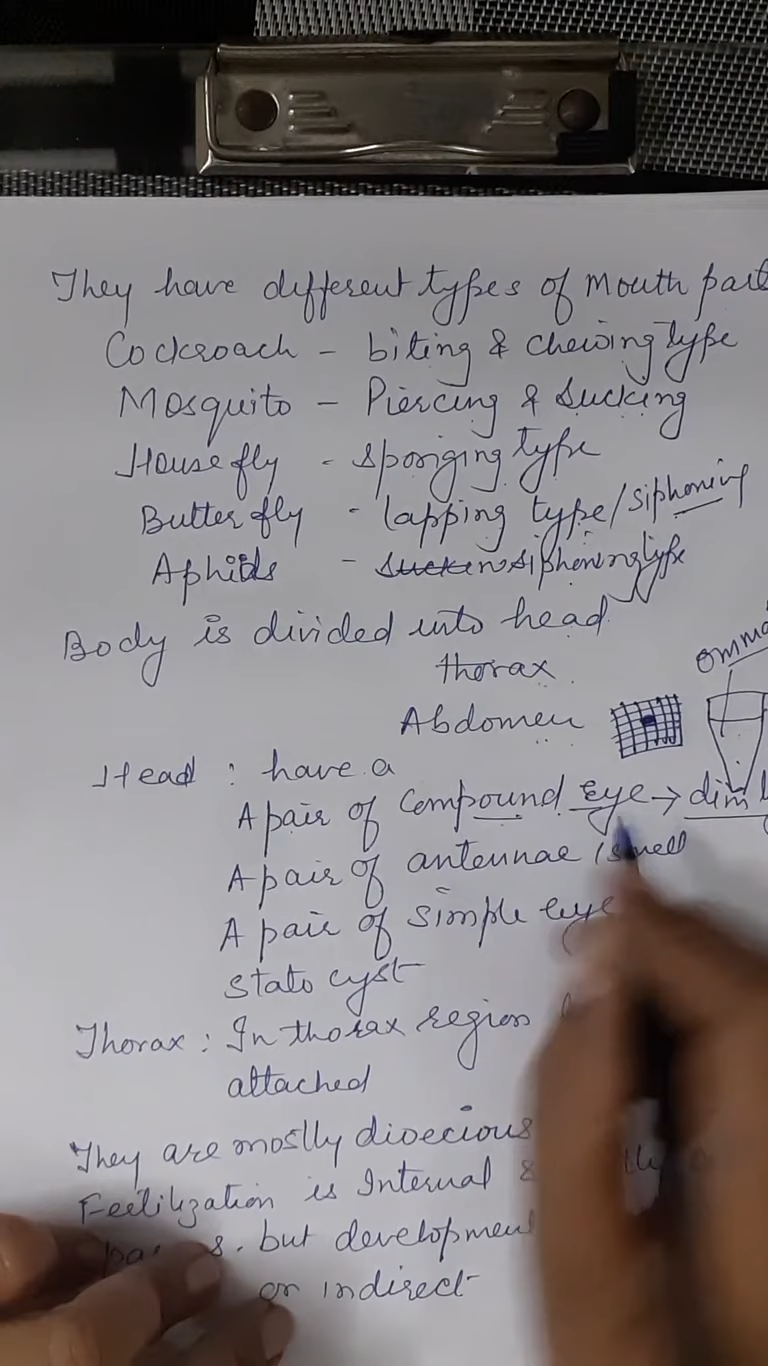 They have different types of Mouth part
Cockroach - biting & chewing type
Mosquito - Piercing & Sucking
Housefly - sponging type
Butterfly - lapping type/siphoning
Aphids - siphoning type
Body is divided into head
thorax
Abdomen
Head : have a
A pair of compound Eye → dim
A pair of antennae smell
A pair of simple eye
stato cyst
Thorax : In thorax region
attached
They are mostly dioecious
Fertilization is Internal &
but development
or indirect